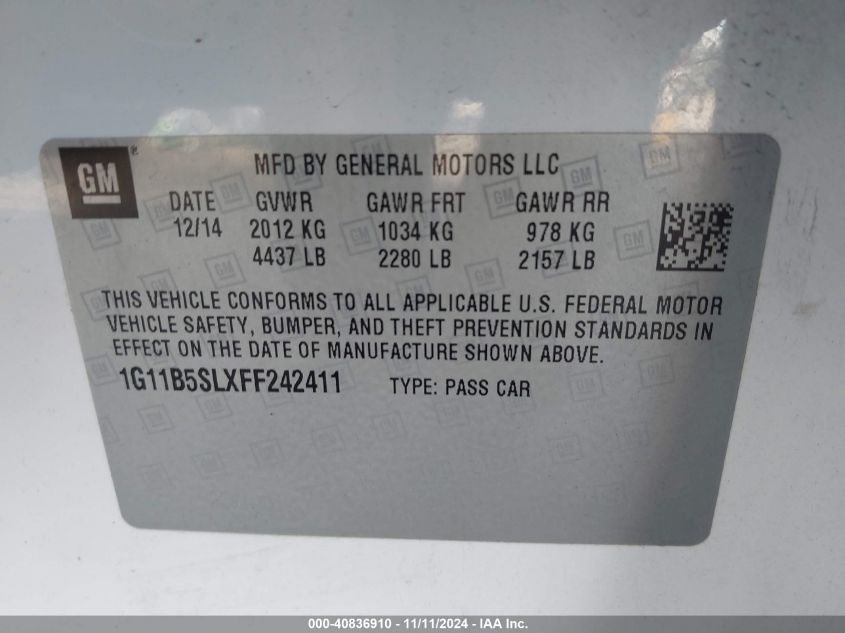 GM ® MFD BY GENERAL MOTORS LLC
DATE GVWR GAWR FRT GAWR RR
12/14 2012 KG 1034 KG 978 KG
4437 LB 2280 LB 2157 LB
THIS VEHICLE CONFORMS TO ALL APPLICABLE U.S. FEDERAL MOTOR
VEHICLE SAFETY, BUMPER, AND THEFT PREVENTION STANDARDS IN
EFFECT ON THE DATE OF MANUFACTURE SHOWN ABOVE.
1G11B5SLXFF242411 TYPE: PASS CAR
000-40836910 - 11/11/2024 - IAA Inc.